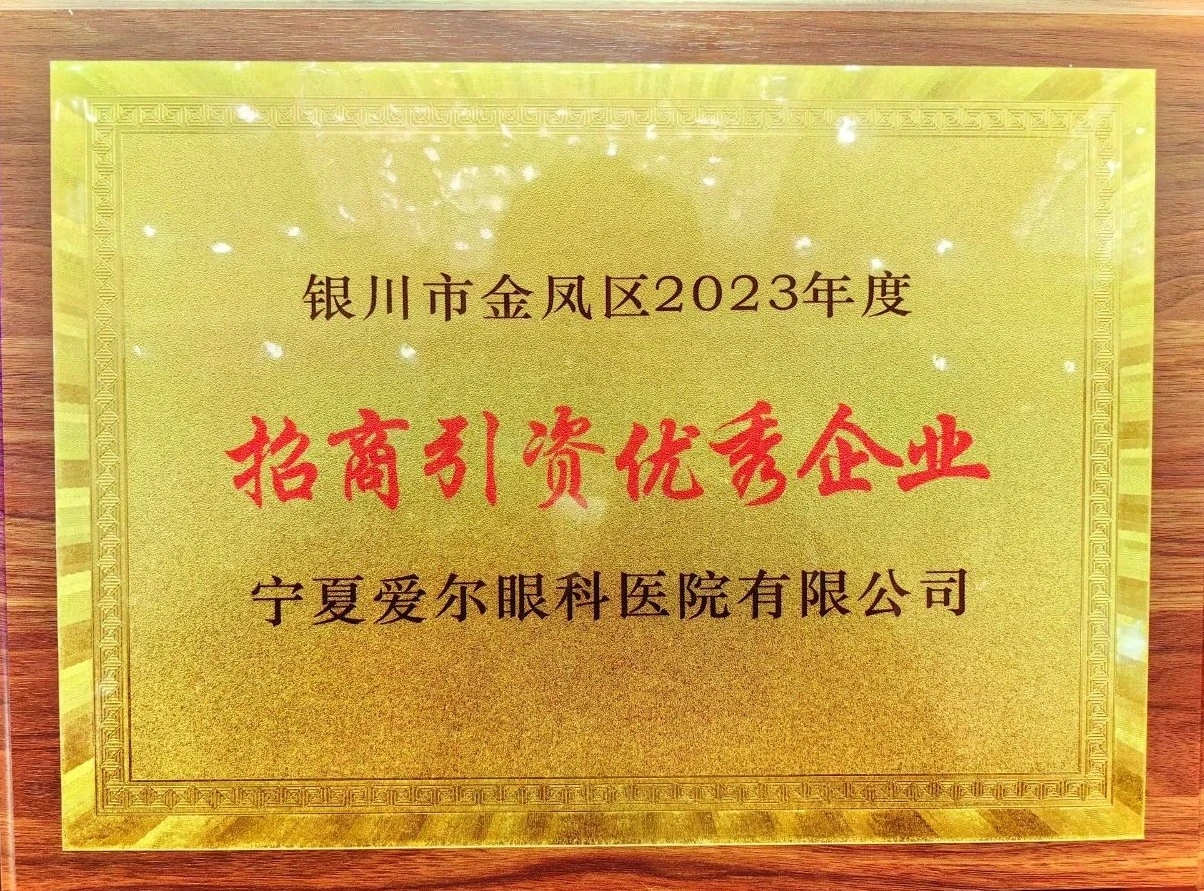 银川市金凤区2023年度
招商引资优秀企业
宁夏爱尔眼科医院有限公司